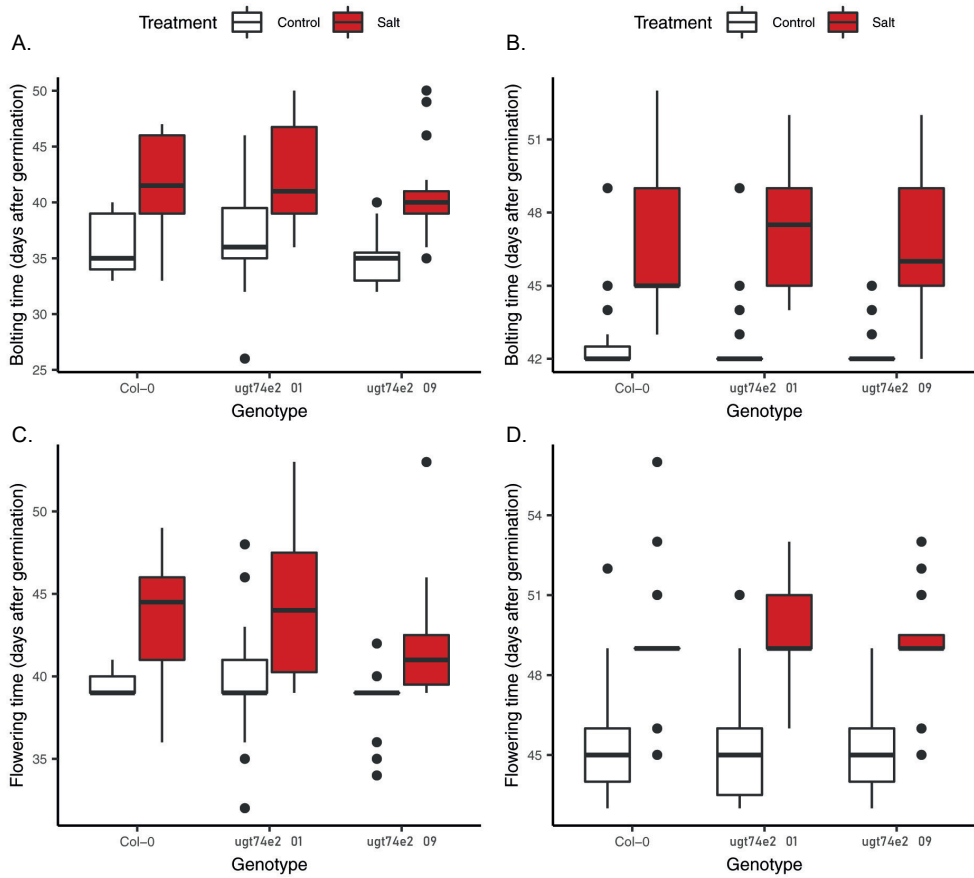 Treatment Control Salt
Treatment Control Salt
A.
B.
Bolting time (days after germination)
50
45
40
35
30
25
Col-0 ugt74e2 01 ugt74e2 09
Genotype
Bolting time (days after germination)
51
48
45
42
Col-0 ugt74e2 01 ugt74e2 09
Genotype
C.
D.
Flowering time (days after germination)
50
45
40
35
Col-0 ugt74e2 01 ugt74e2 09
Genotype
Flowering time (days after germination)
54
51
48
45
Col-0 ugt74e2 01 ugt74e2 09
Genotype